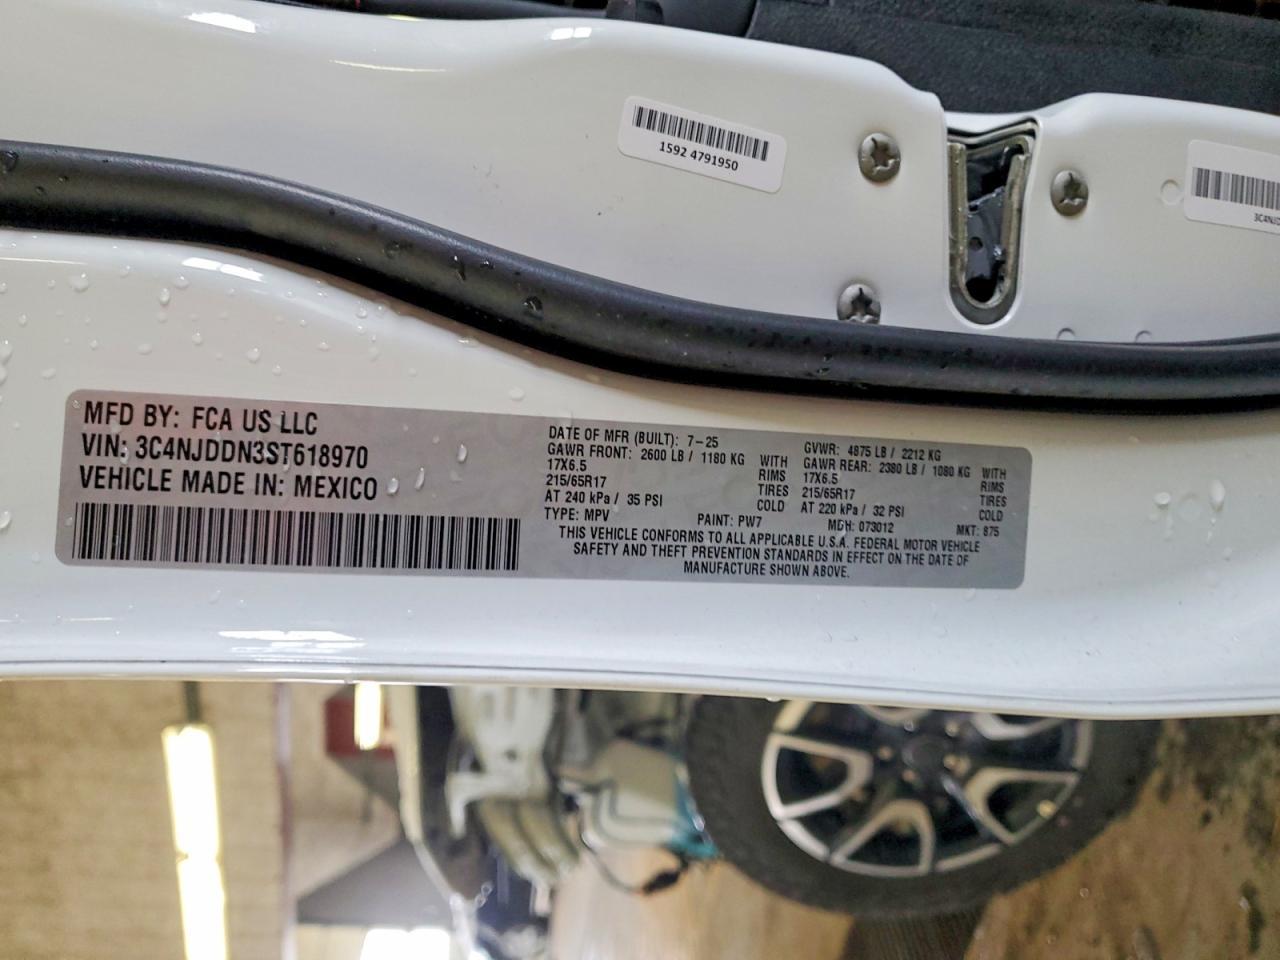 1592 4791950
3C4NJD
MFD BY: FCA US LLC
VIN: 3C4NJDDN3ST618970
VEHICLE MADE IN: MEXICO
DATE OF MFR (BUILT): 7-25
GAWR FRONT: 2600 LB / 1180 KG WITH
17X6.5 RIMS
215/65R17 TIRES
AT 240 kPa / 35 PSI COLD
GVWR: 4875 LB / 2212 KG
GAWR REAR: 2380 LB / 1080 KG WITH
17X6.5 RIMS
215/65R17 TIRES
AT 220 kPa / 32 PSI COLD
TYPE: MPV PAINT: PW7 MDH: 073012 MKT: 875
THIS VEHICLE CONFORMS TO ALL APPLICABLE U.S.A. FEDERAL MOTOR VEHICLE
SAFETY AND THEFT PREVENTION STANDARDS IN EFFECT ON THE DATE OF
MANUFACTURE SHOWN ABOVE.